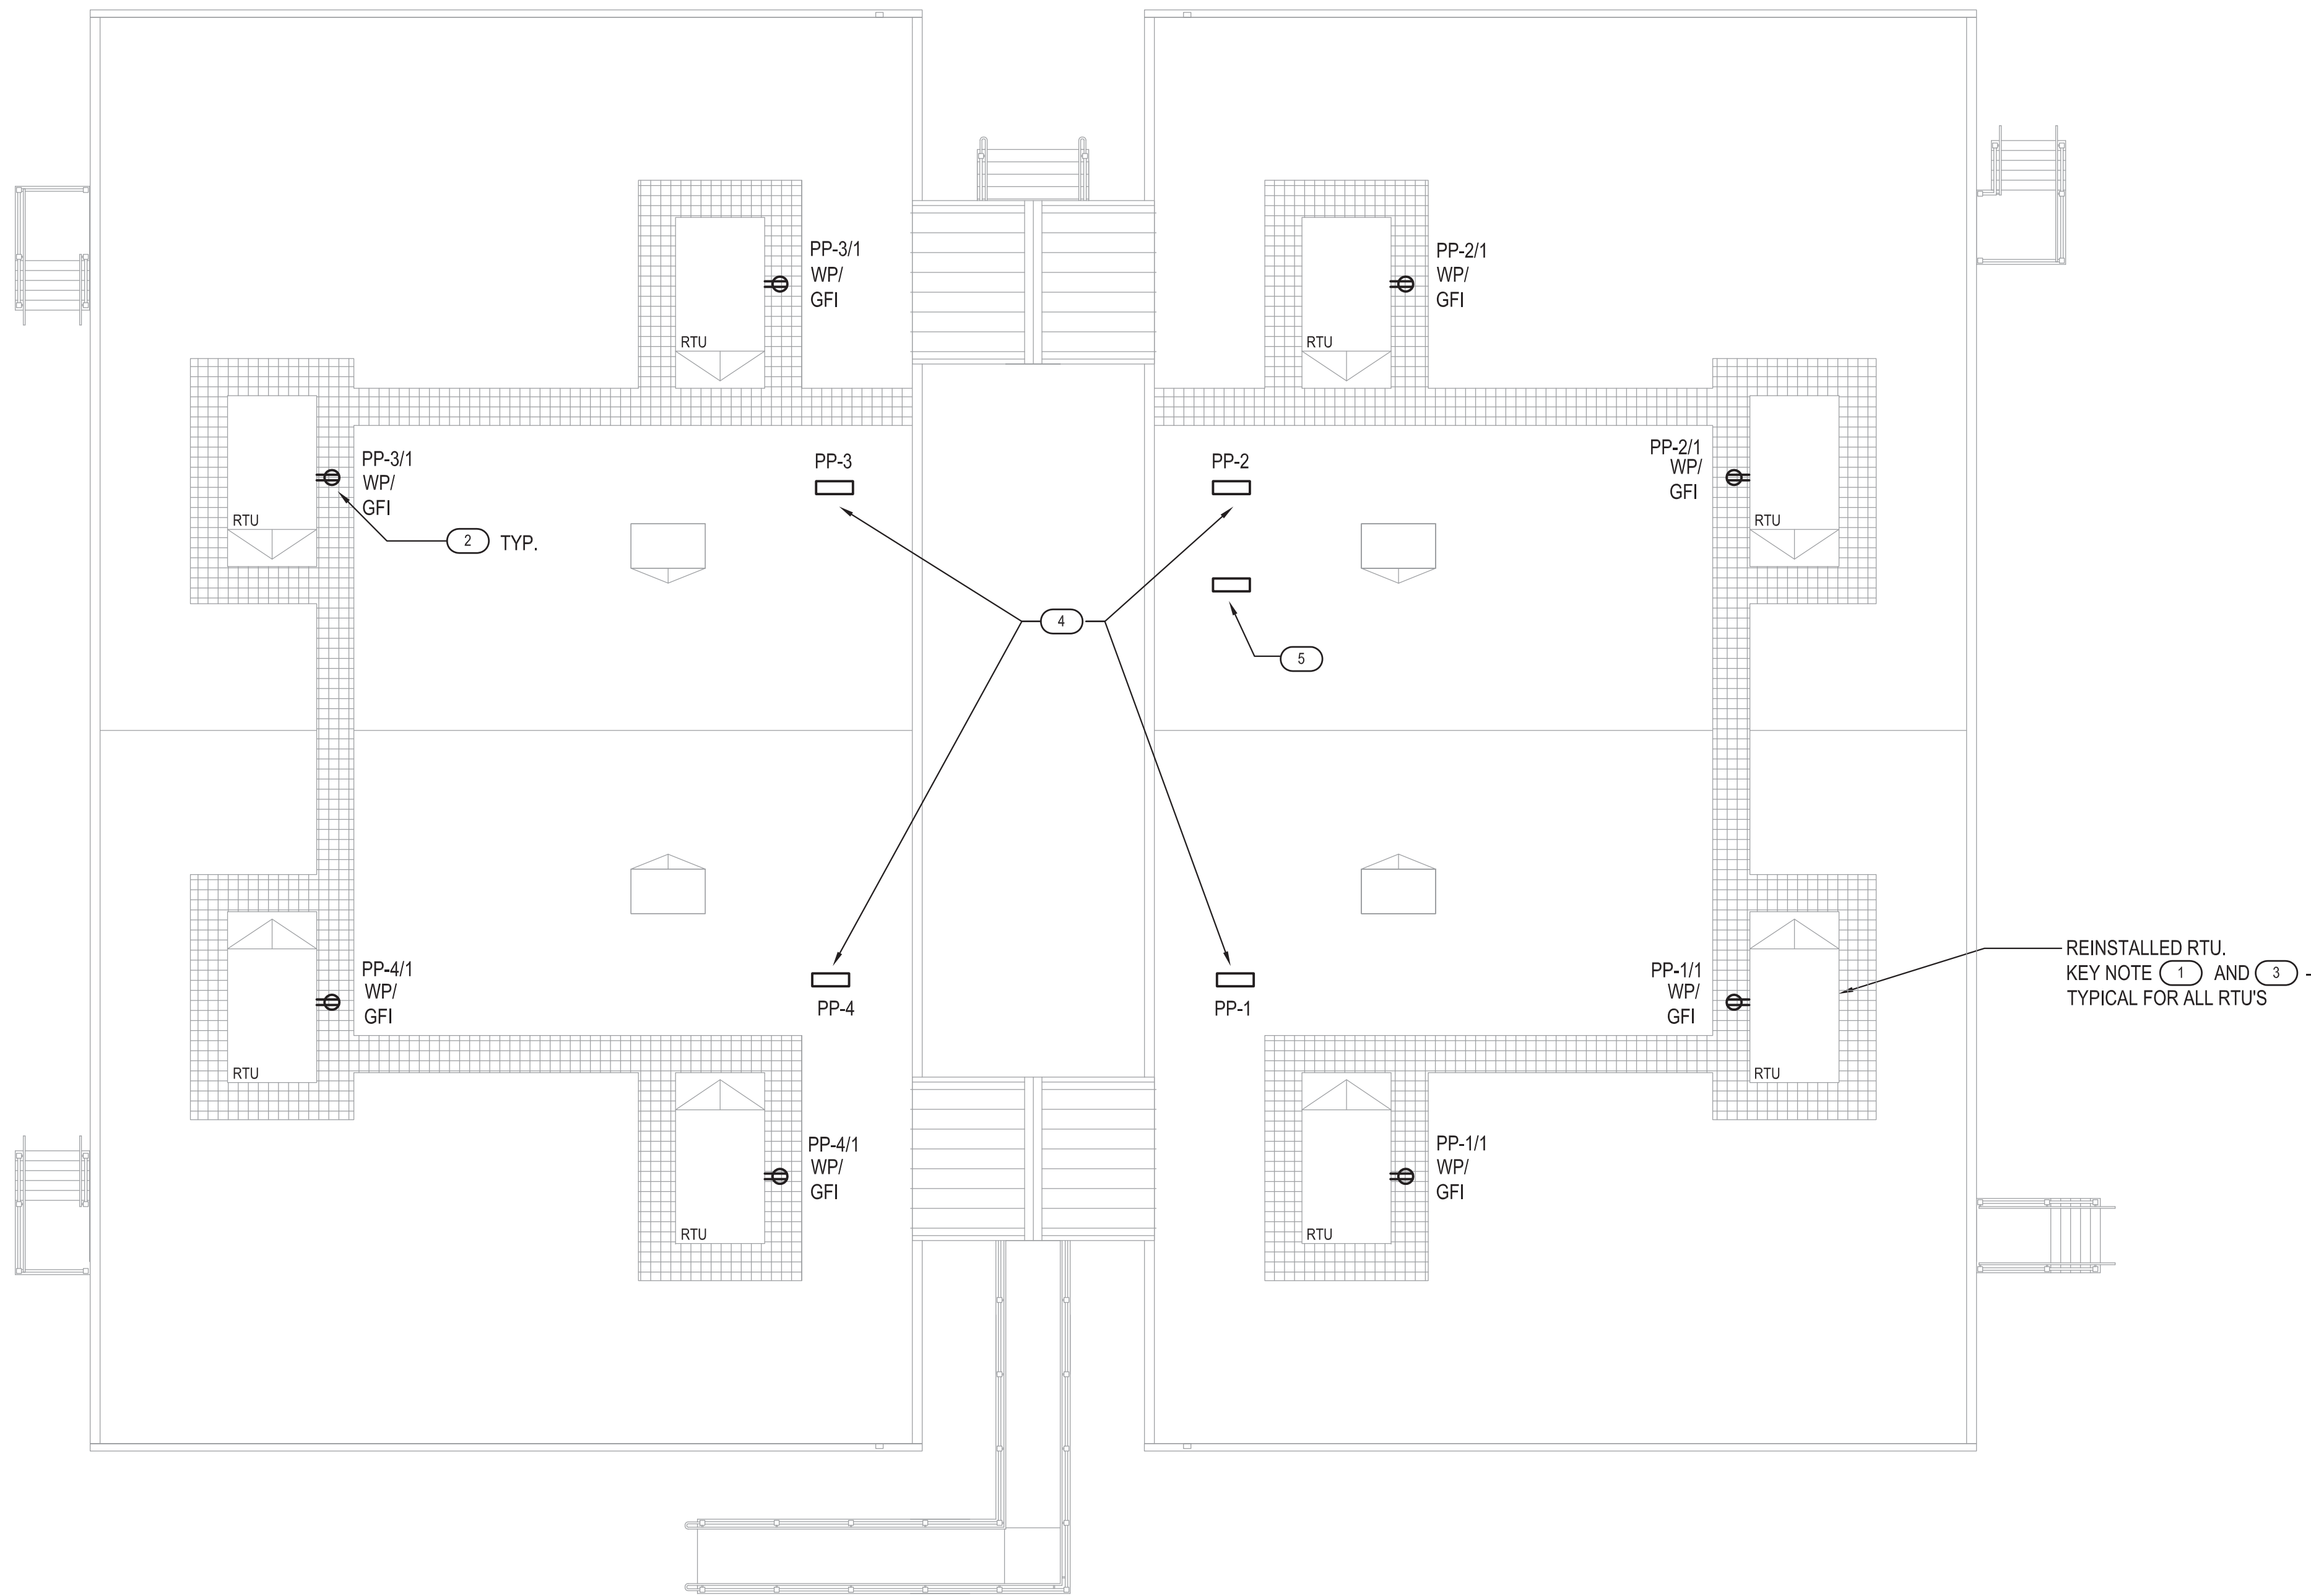 PP-3/1
WP/
GFI
RTU
PP-2/1
WP/
GFI
RTU
PP-3/1
WP/
GFI
RTU
2 TYP.
PP-3
PP-2
PP-2/1
WP/
GFI
RTU
4
5
PP-4/1
WP/
GFI
RTU
PP-4
PP-1
PP-1/1
WP/
GFI
RTU
REINSTALLED RTU.
KEY NOTE 1 AND 3 -
TYPICAL FOR ALL RTU'S
PP-4/1
WP/
GFI
RTU
PP-1/1
WP/
GFI
RTU